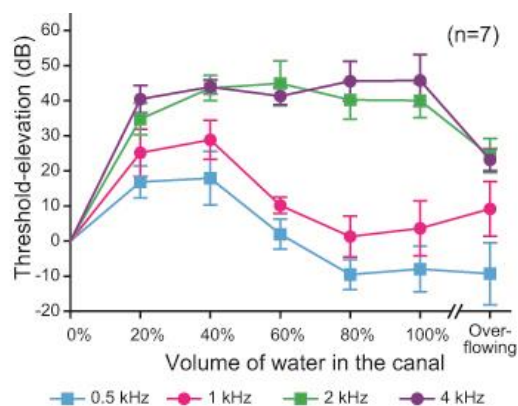 (n=7)
60
50
40
30
20
10
0
-10
-20
Threshold-elevation (dB)
0% 20% 40% 60% 80% 100% Over-
flowing
Volume of water in the canal
0.5 kHz 1 kHz 2 kHz 4 kHz